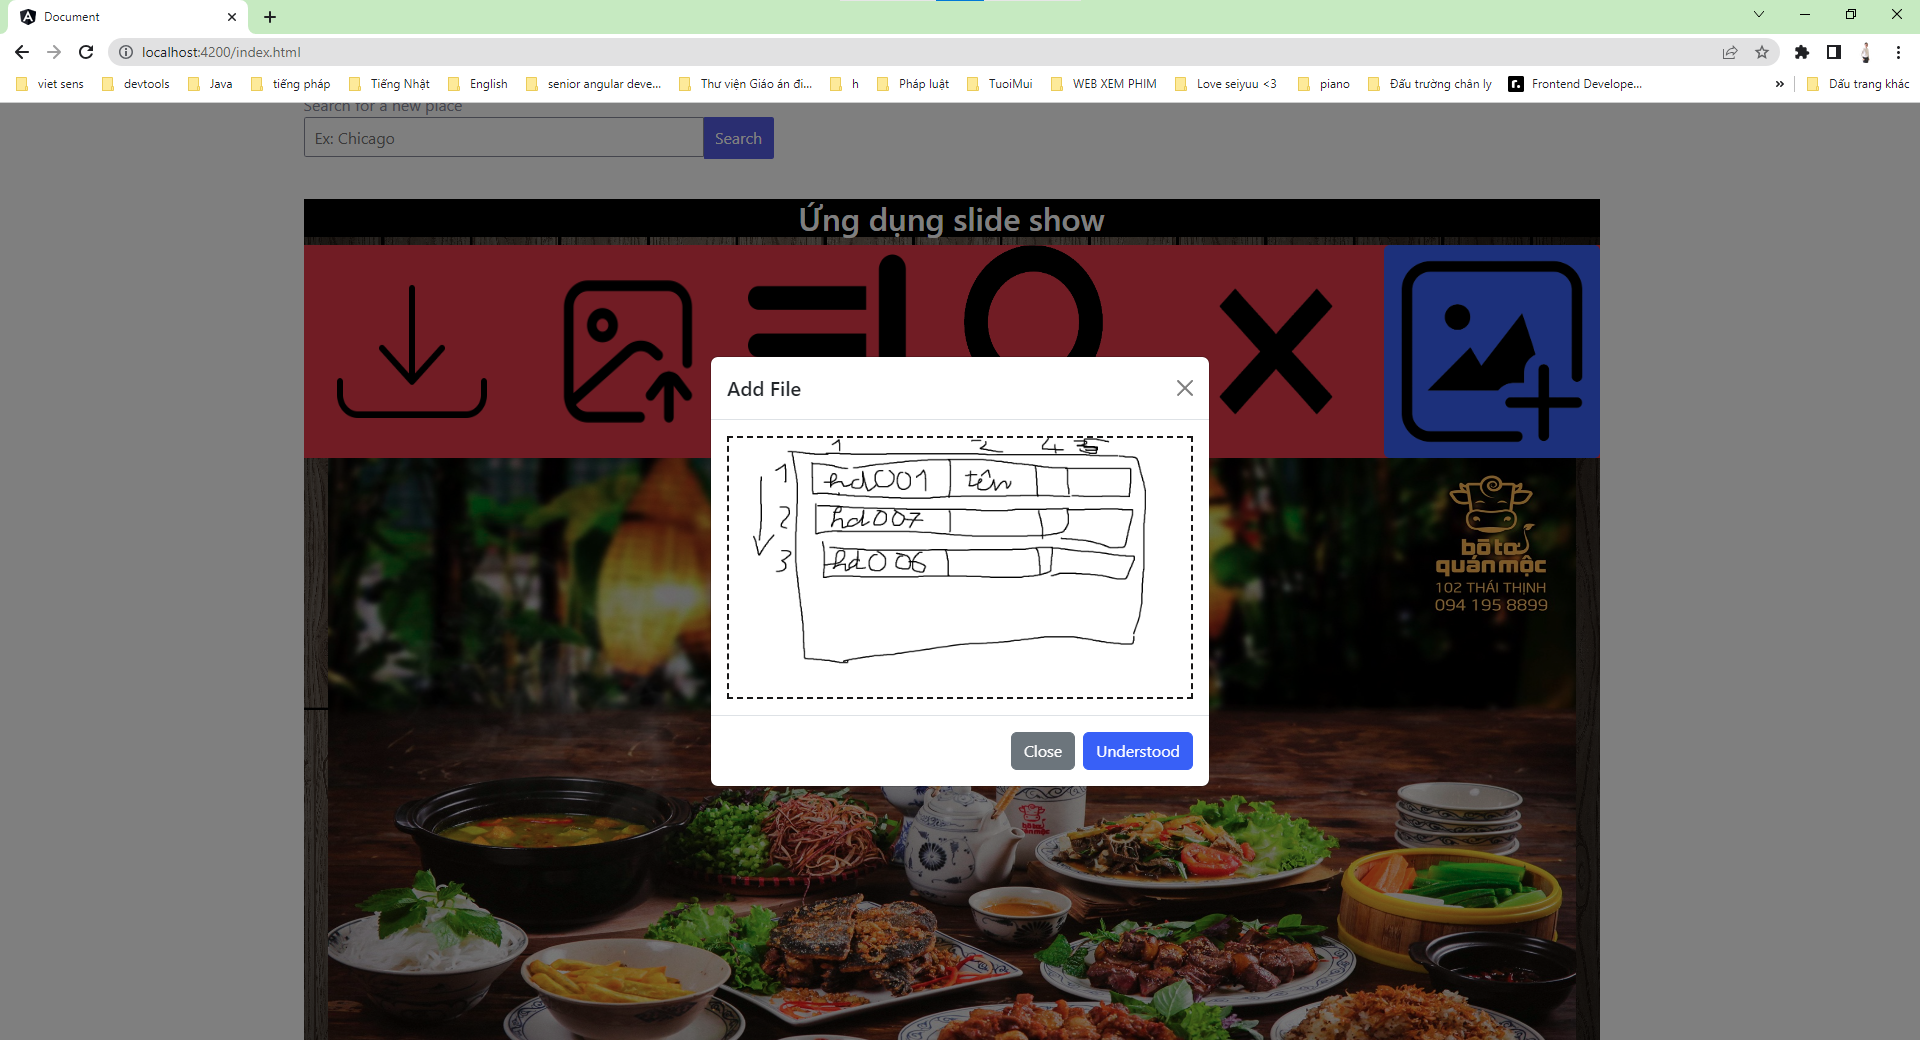 Document
localhost:4200/index.html
viet sens devtools Java tiếng pháp Tiếng Nhật English senior angular deve... Thư viện Giáo án đi... h Pháp luật TuoiMui WEB XEM PHIM Love seiyuu <3 piano Đấu trường chân lý Frontend Develope... » Dấu trang khác
Search for a new place
Ex: Chicago Search
Ứng dụng slide show
Add File
1 2 4
1 hd001 tên
2 hd007
3 hd006
Close Understood
bò tơ
quán mộc
102 THÁI THỊNH
094 195 8899
bò tơ
quán mộc